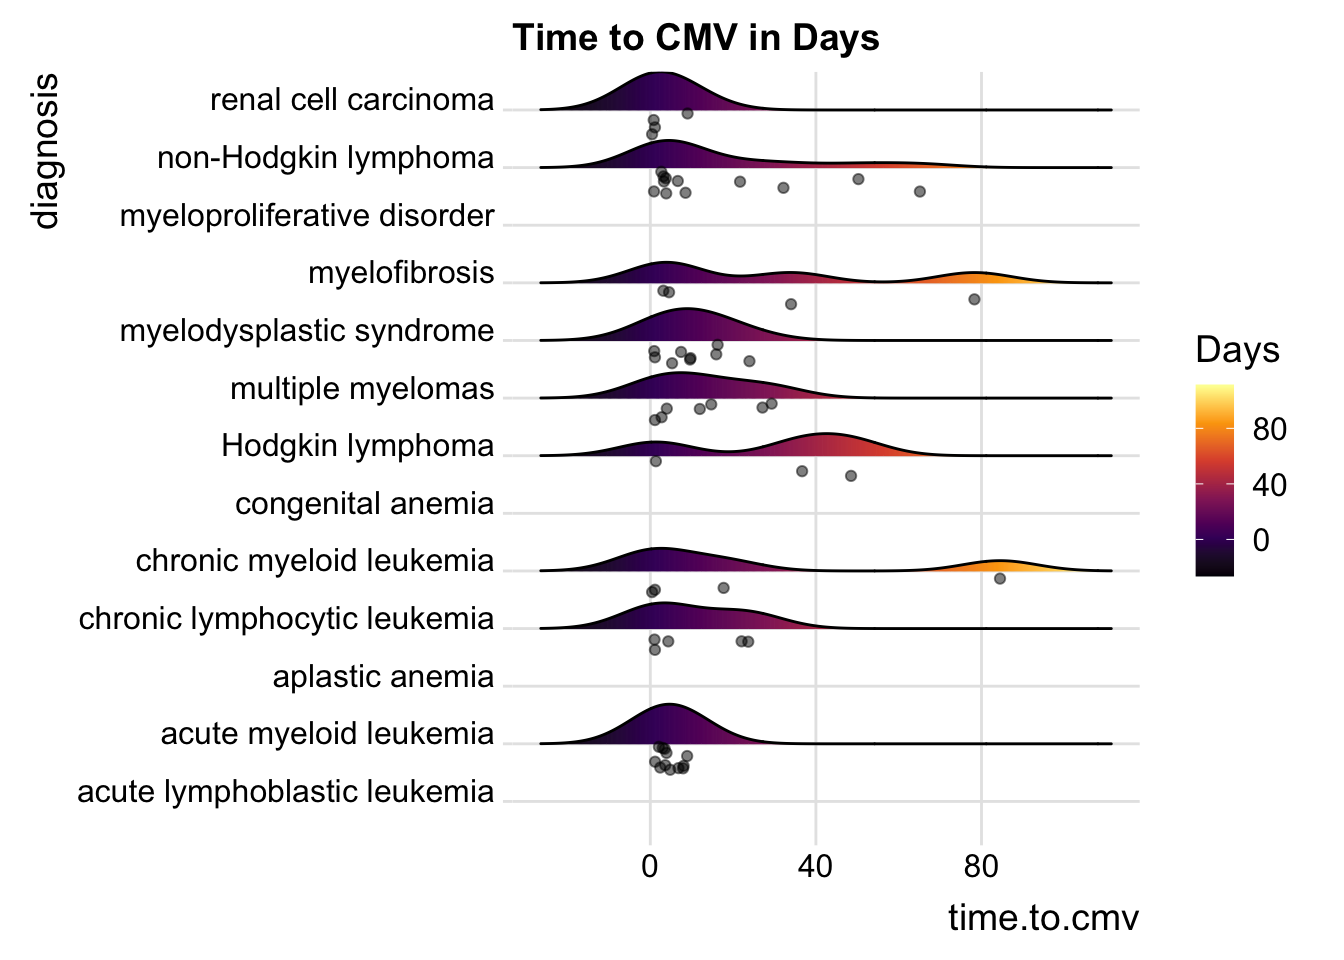 Time to CMV in Days
diagnosis
renal cell carcinoma
non-Hodgkin lymphoma
myeloproliferative disorder
myelofibrosis
myelodysplastic syndrome
multiple myelomas
Hodgkin lymphoma
congenital anemia
chronic myeloid leukemia
chronic lymphocytic leukemia
aplastic anemia
acute myeloid leukemia
acute lymphoblastic leukemia
0 40 80
time.to.cmv
Days
80
40
0